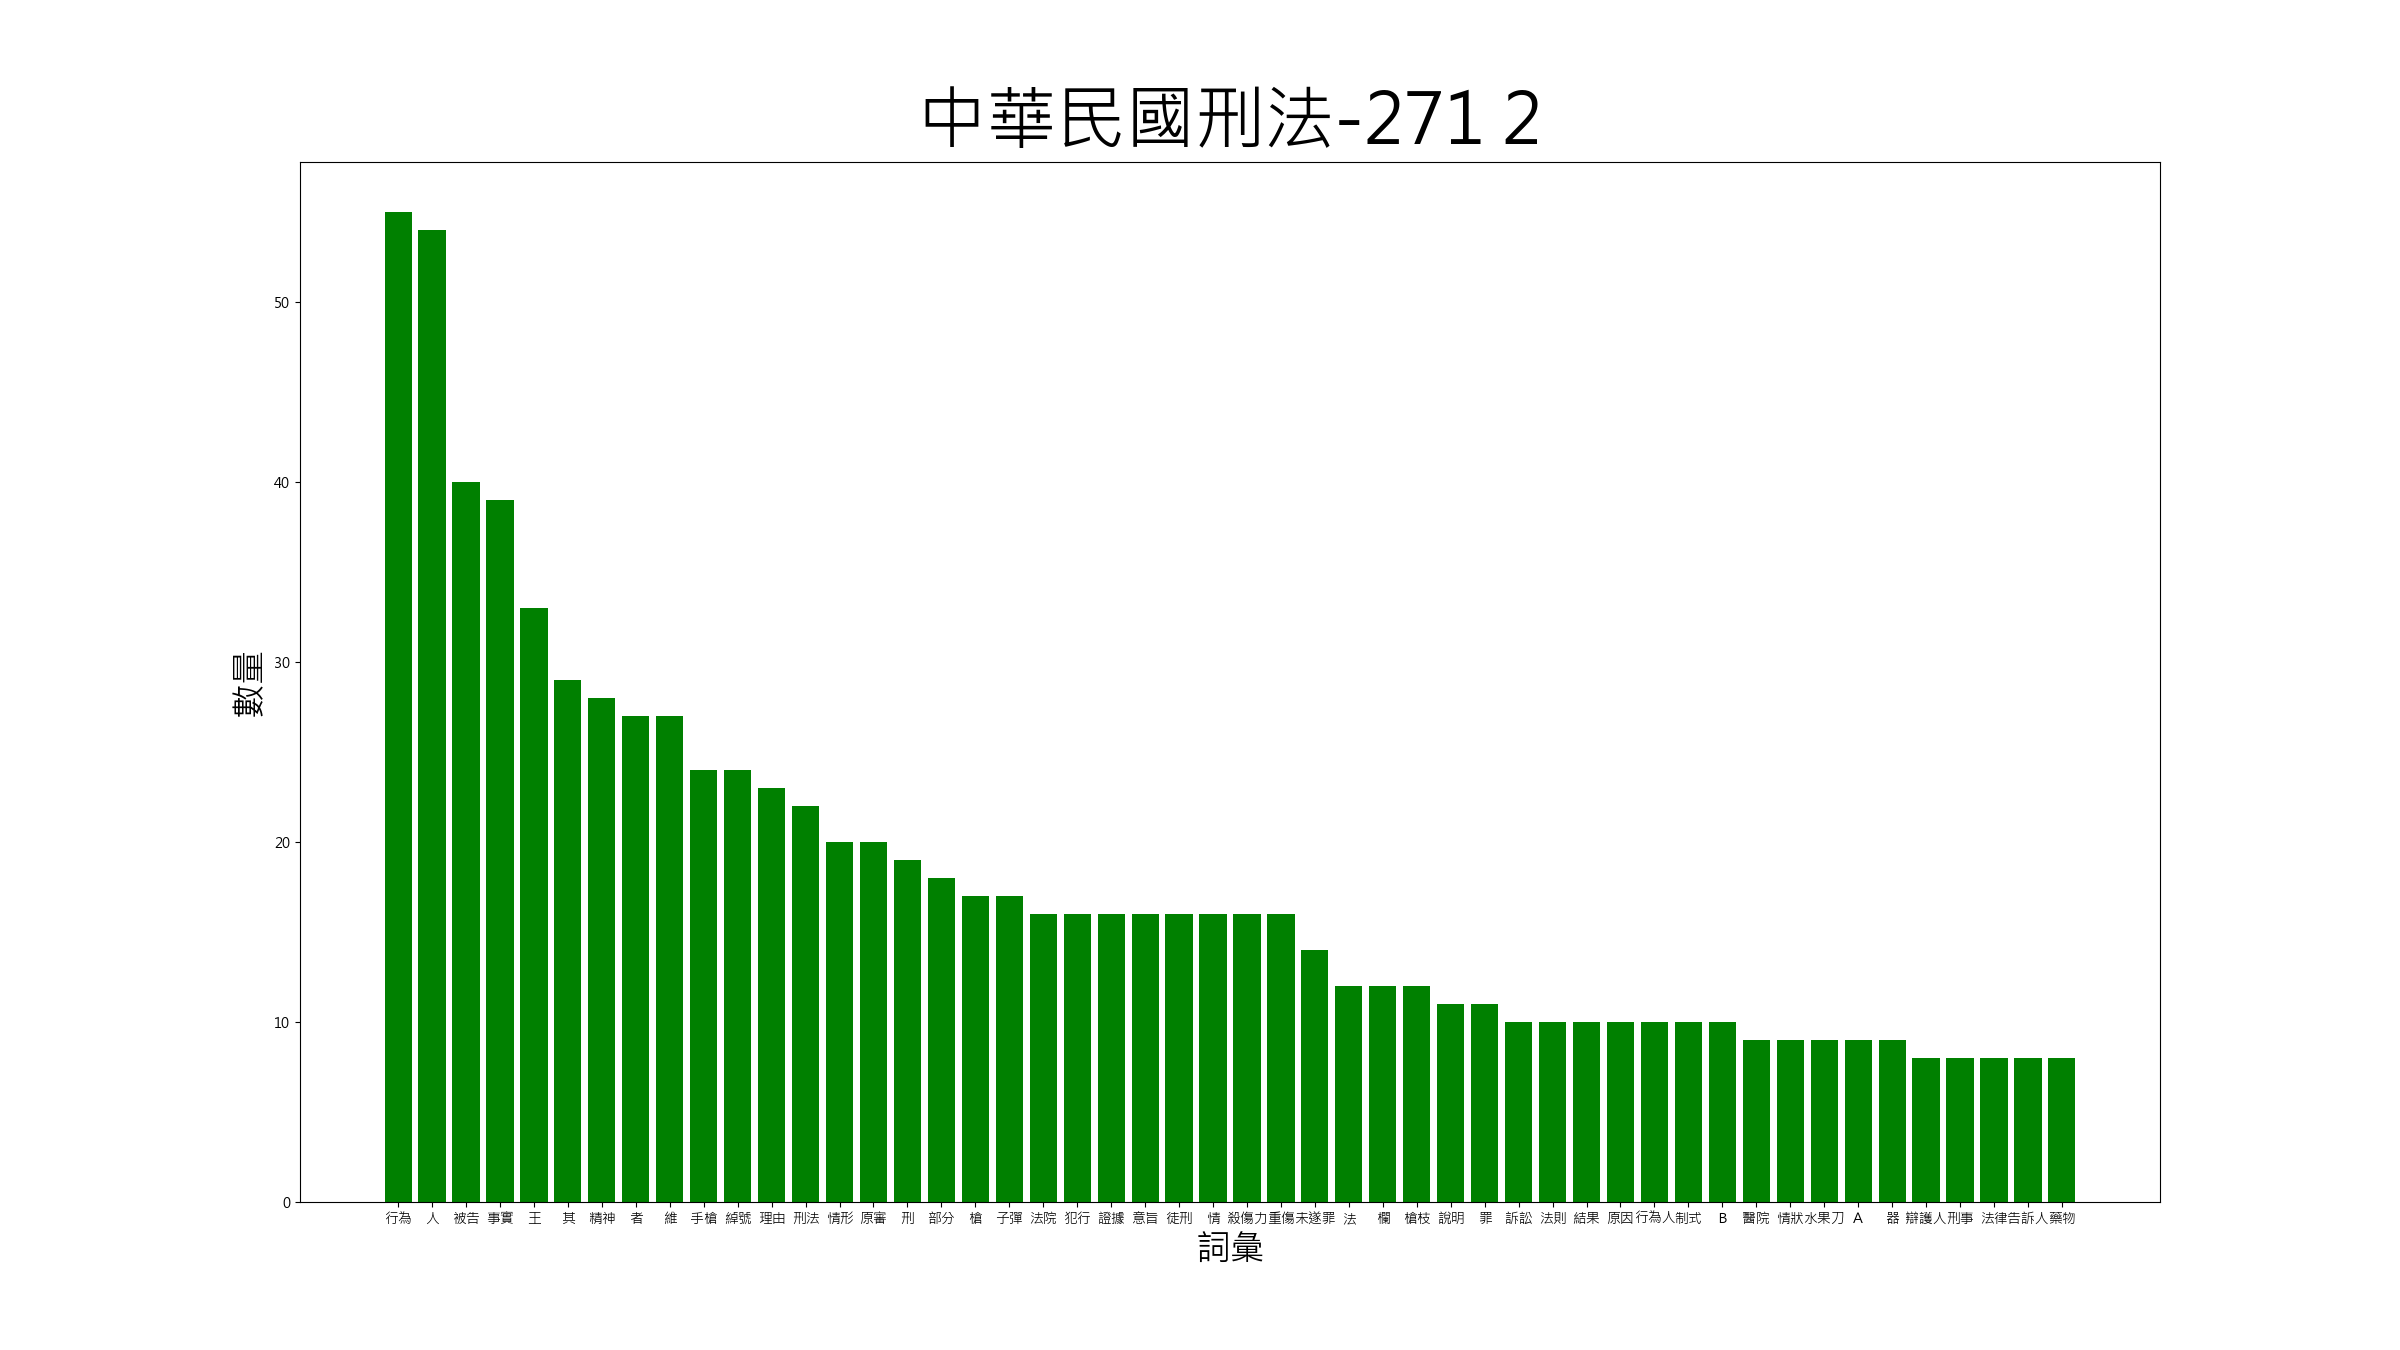 中華民國刑法-271 2
數量
50
40
30
20
10
0
行為 人 被告 事實 王 其 精神 者 維 手槍 綽號 理由 刑法 情形 原審 刑 部分 槍 子彈 法院 犯行 證據 意旨 徒刑 情 殺傷力 重傷 未遂罪 法 欄 槍枝 說明 罪 訴訟 法則 結果 原因 行為人 制式 B 醫院 情狀 水果刀 A 器 辯護人 刑事 法律 告訴人 藥物
詞彙